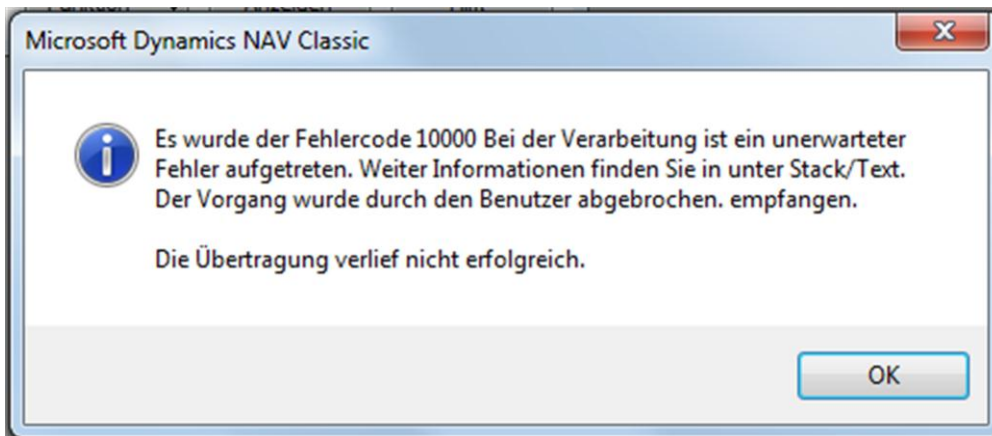 Microsoft Dynamics NAV Classic
Es wurde der Fehlercode 10000 Bei der Verarbeitung ist ein unerwarteter
Fehler aufgetreten. Weiter Informationen finden Sie in unter Stack/Text.
Der Vorgang wurde durch den Benutzer abgebrochen. empfangen.
Die Übertragung verlief nicht erfolgreich.
OK